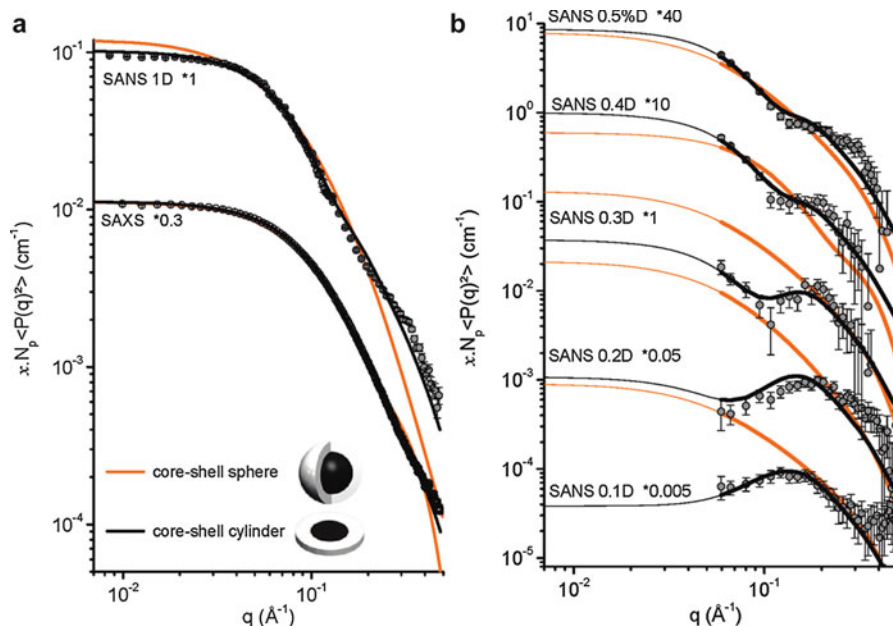 a
x.N_p<P(q)²> (cm⁻¹)
10⁻¹
10⁻²
10⁻³
10⁻⁴
SANS 1D *1
SAXS *0.3
core-shell sphere
core-shell cylinder
10⁻² 10⁻¹
q (Å⁻¹)
b
x.N_p<P(q)²> (cm⁻¹)
10¹
10⁰
10⁻¹
10⁻²
10⁻³
10⁻⁴
10⁻⁵
SANS 0.5%D *40
SANS 0.4D *10
SANS 0.3D *1
SANS 0.2D *0.05
SANS 0.1D *0.005
10⁻² 10⁻¹
q (Å⁻¹)